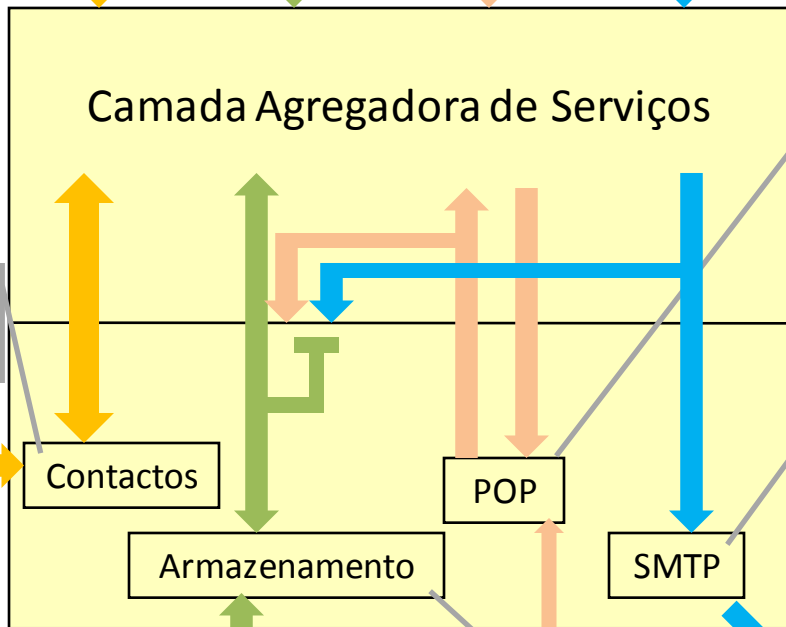 Camada Agregadora de Serviços
Contactos
POP
Armazenamento
SMTP